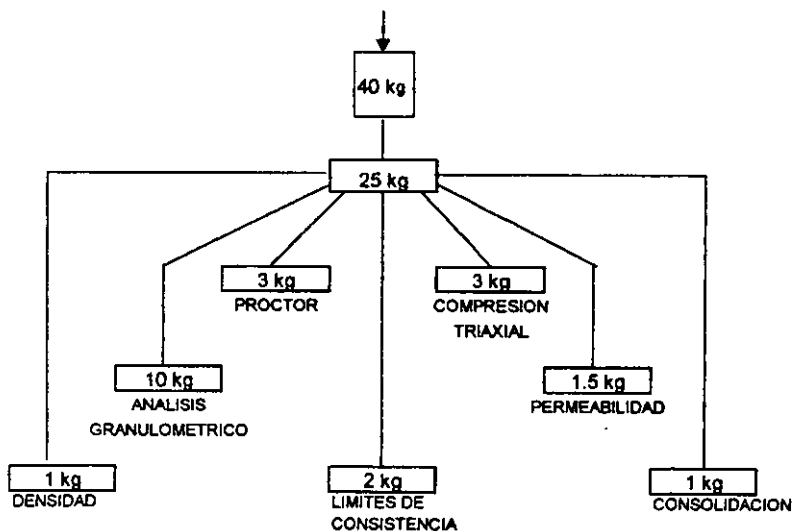 40 kg
25 kg
3 kg
PROCTOR
3 kg
COMPRESION
TRIAXIAL
10 kg
ANALISIS
GRANULOMETRICO
1.5 kg
PERMEABILIDAD
1 kg
DENSIDAD
2 kg
LIMITES DE
CONSISTENCIA
1 kg
CONSOLIDACION